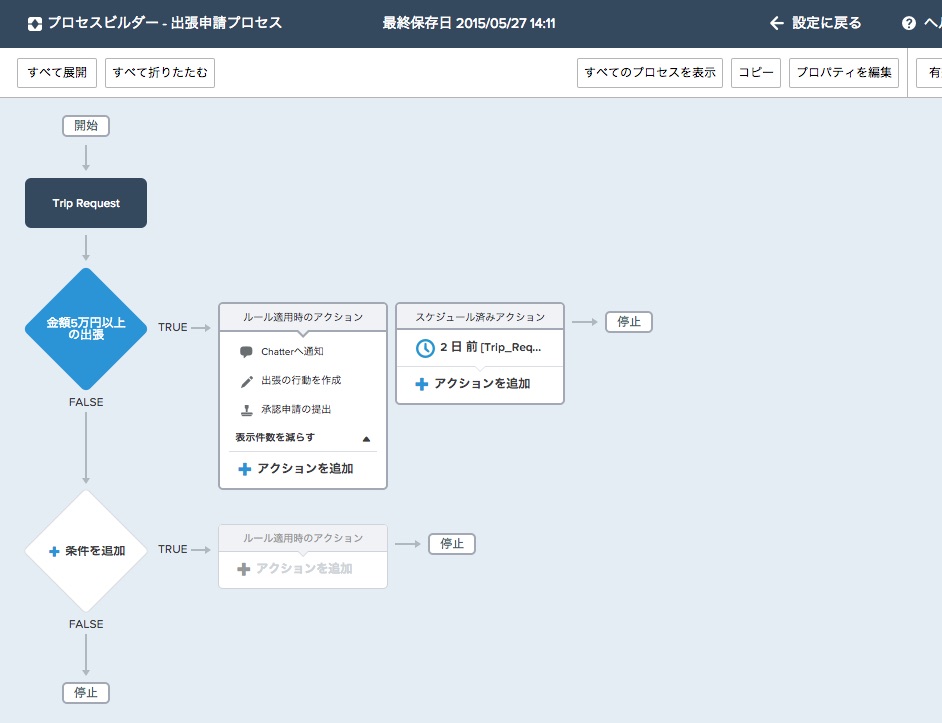 プロセスビルダー - 出張申請プロセス 最終保存日 2015/05/27 14:11 設定に戻る ? ヘル
すべて展開 すべて折りたたむ すべてのプロセスを表示 コピー プロパティを編集 有
開始
Trip Request
金額5万円以上
の出張
TRUE
ルール適用時のアクション
Chatterへ通知
出張の行動を作成
承認申請の提出
表示件数を減らす
アクションを追加
スケジュール済みアクション
2 日 前 [Trip_Req...
アクションを追加
停止
FALSE
条件を追加
TRUE
ルール適用時のアクション
アクションを追加
停止
FALSE
停止